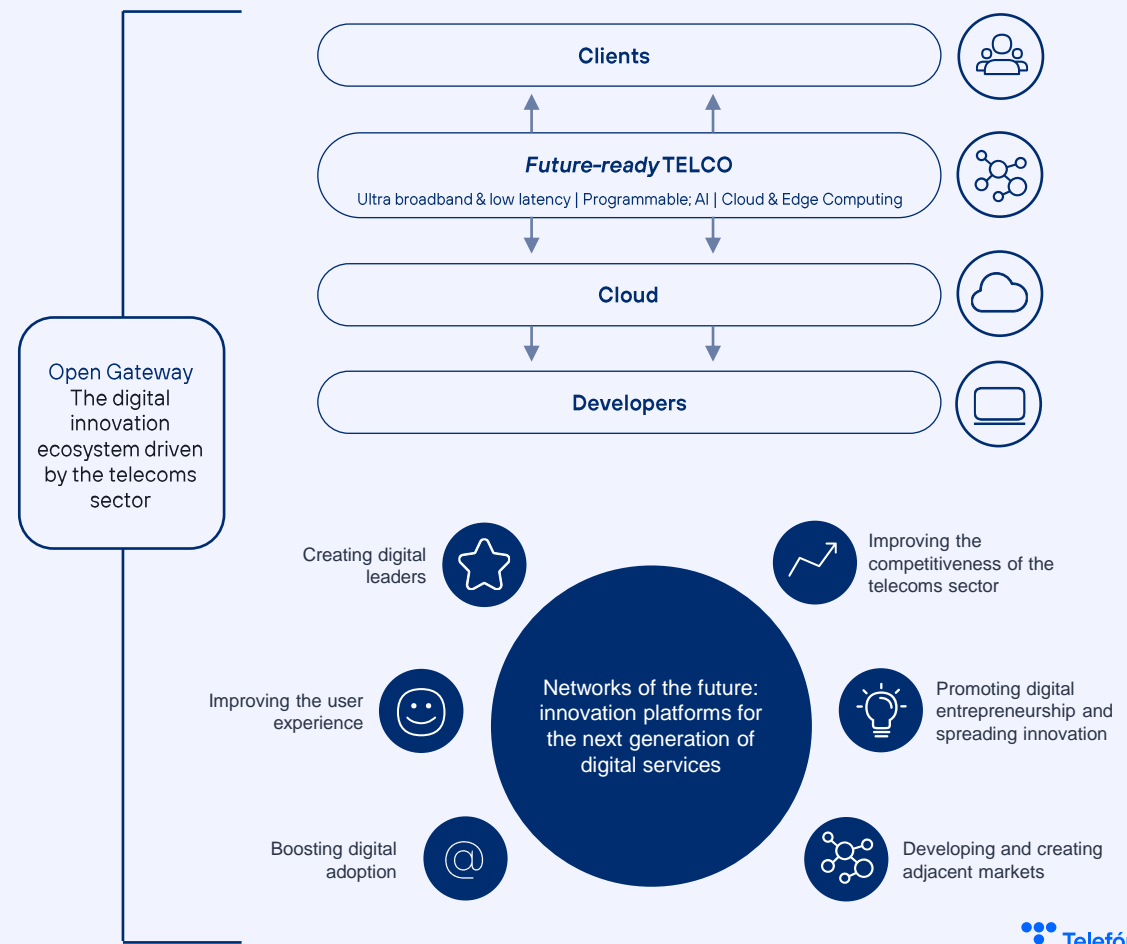 Clients
Future-ready TELCO
Ultra broadband & low latency | Programmable; AI | Cloud & Edge Computing
Cloud
Developers
Open Gateway
The digital
innovation
ecosystem driven
by the telecoms
sector
Creating digital
leaders
Improving the
competitiveness of the
telecoms sector
Improving the user
experience
Networks of the future:
innovation platforms for
the next generation of
digital services
Promoting digital
entrepreneurship and
spreading innovation
Boosting digital
adoption
@
Developing and creating
adjacent markets